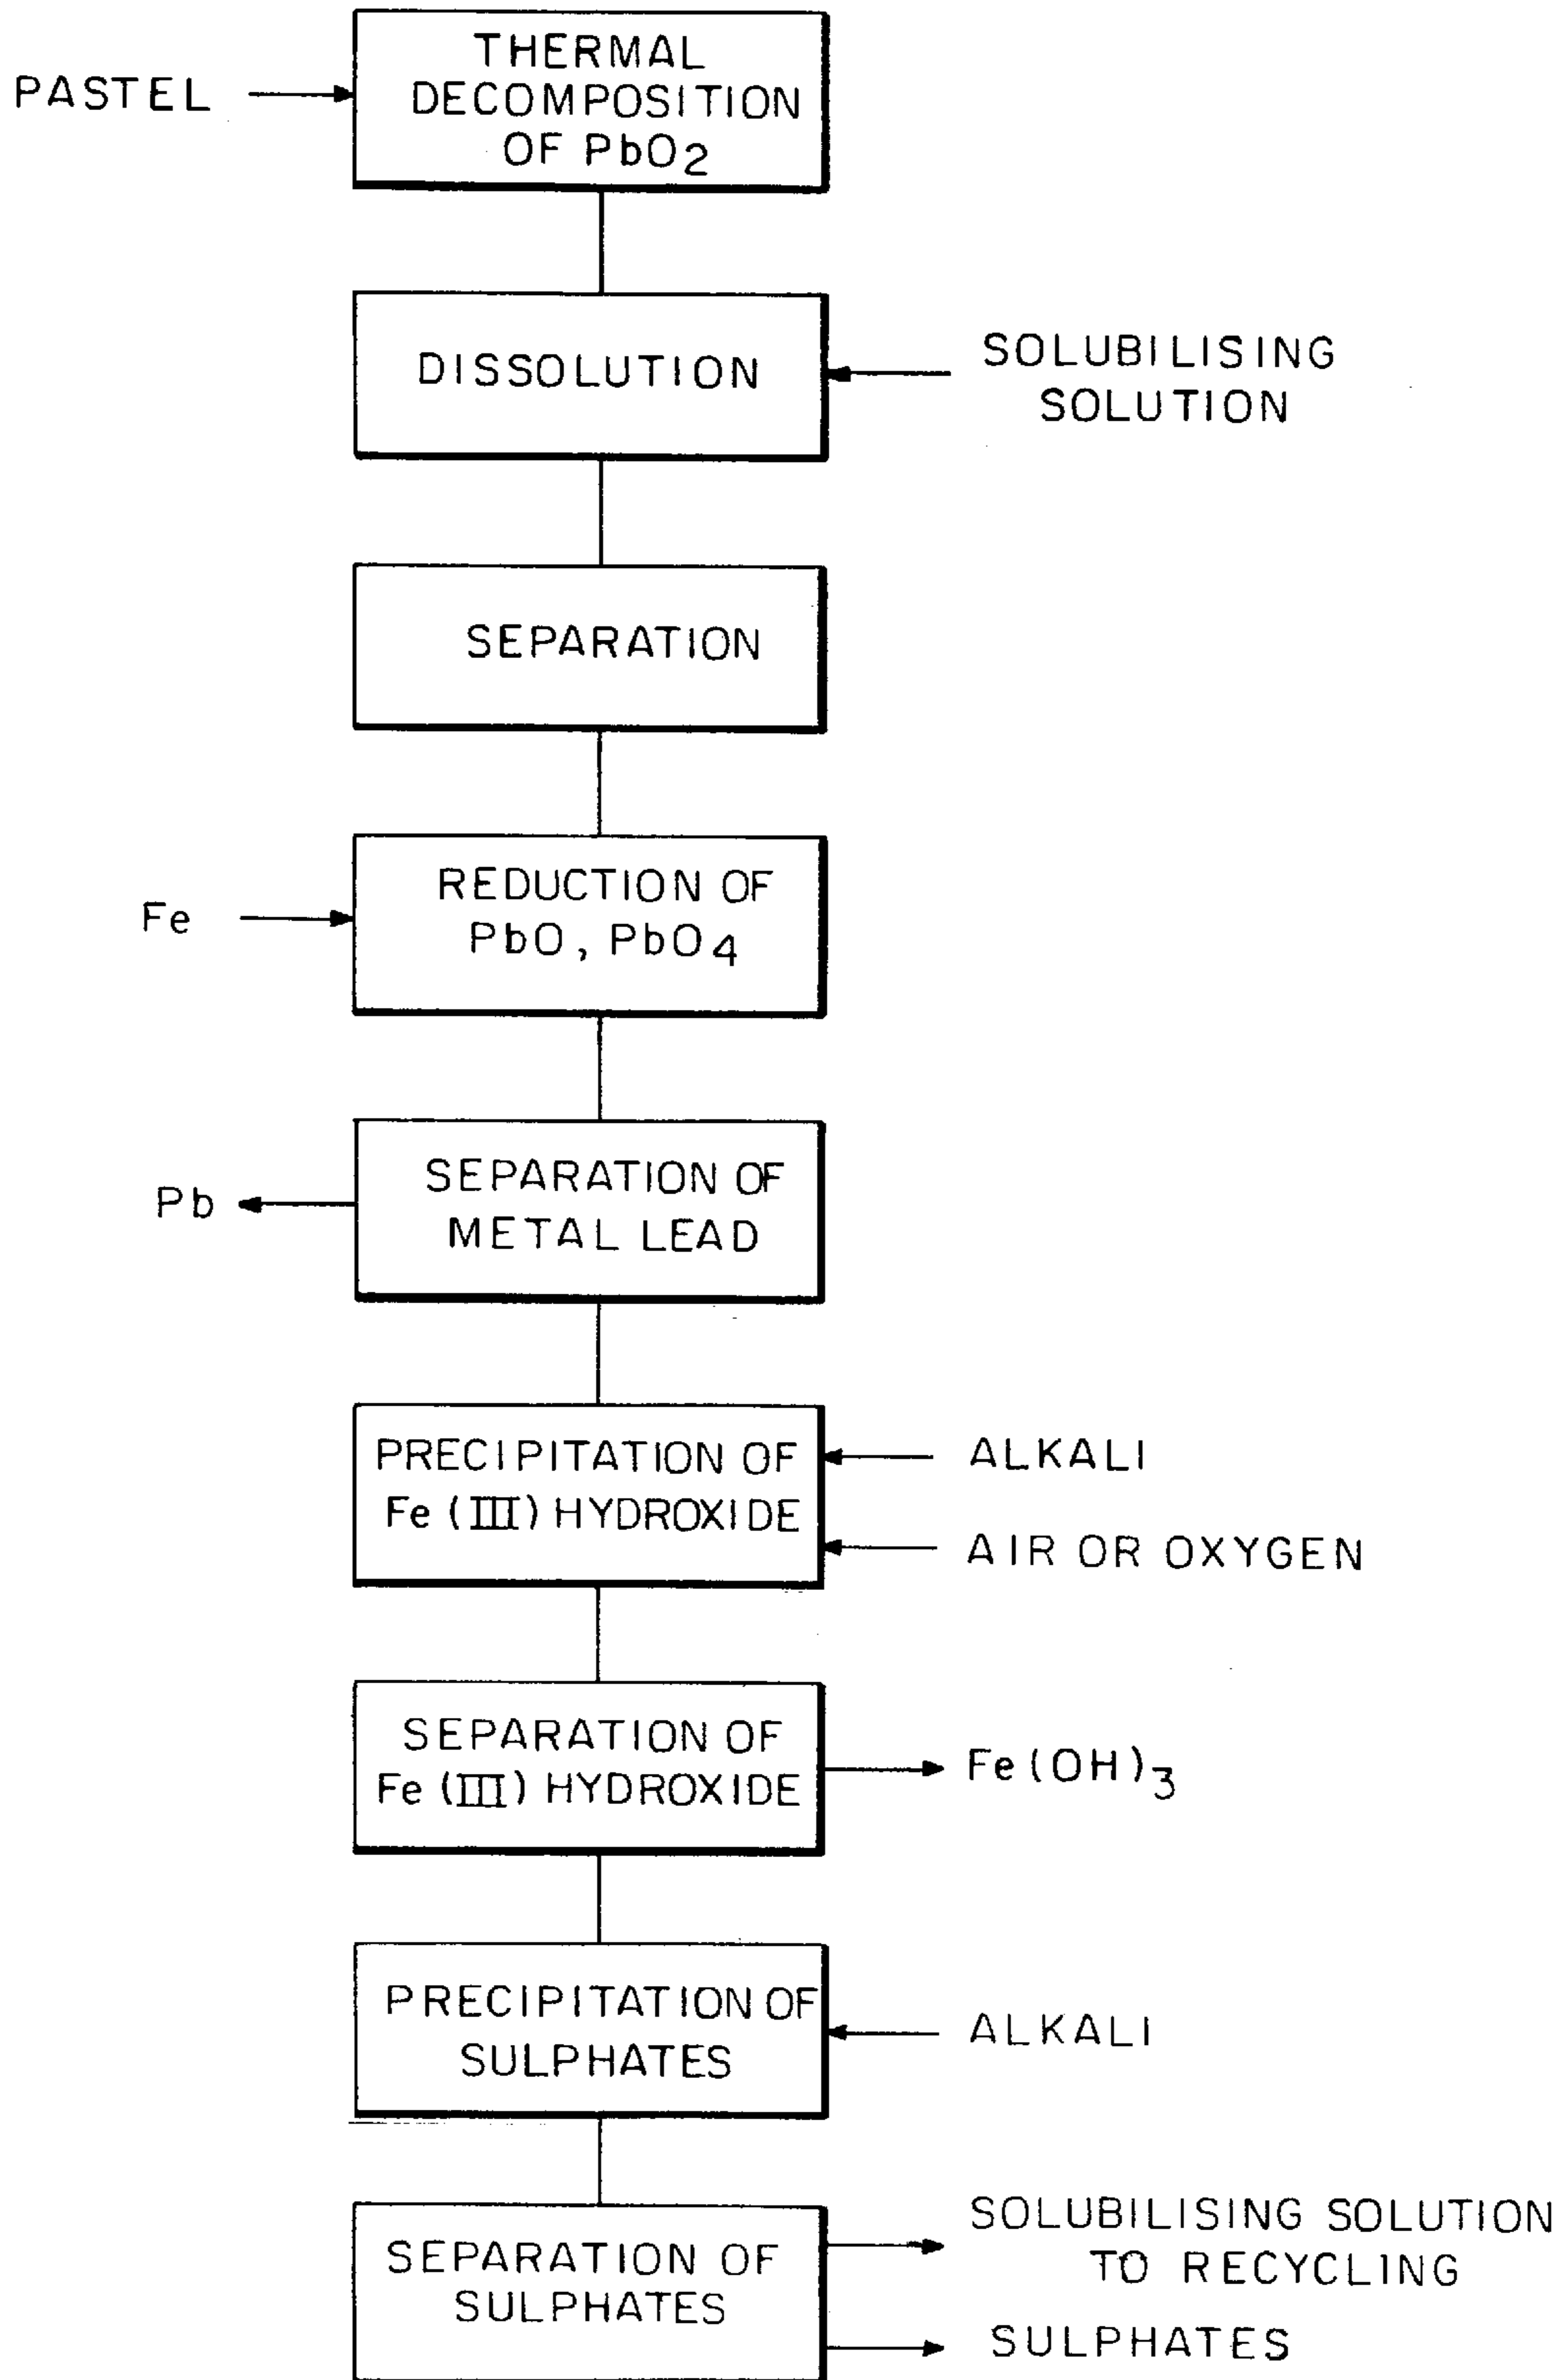 THERMAL
PASTEL
DECOMPOSITION
OF PbO2
DISSOLUTION
SOLUBILISING
SOLUTION
SEPARATION
Fe
REDUCTION OF
PbO, PbO4
Pb
SEPARATION OF
METAL LEAD
PRECIPITATION OF
Fe (III) HYDROXIDE
ALKALI
AIR OR OXYGEN
SEPARATION OF
Fe (III) HYDROXIDE
Fe(OH)3
PRECIPITATION OF
SULPHATES
ALKALI
SEPARATION OF
SULPHATES
SOLUBILISING SOLUTION
TO RECYCLING
SULPHATES